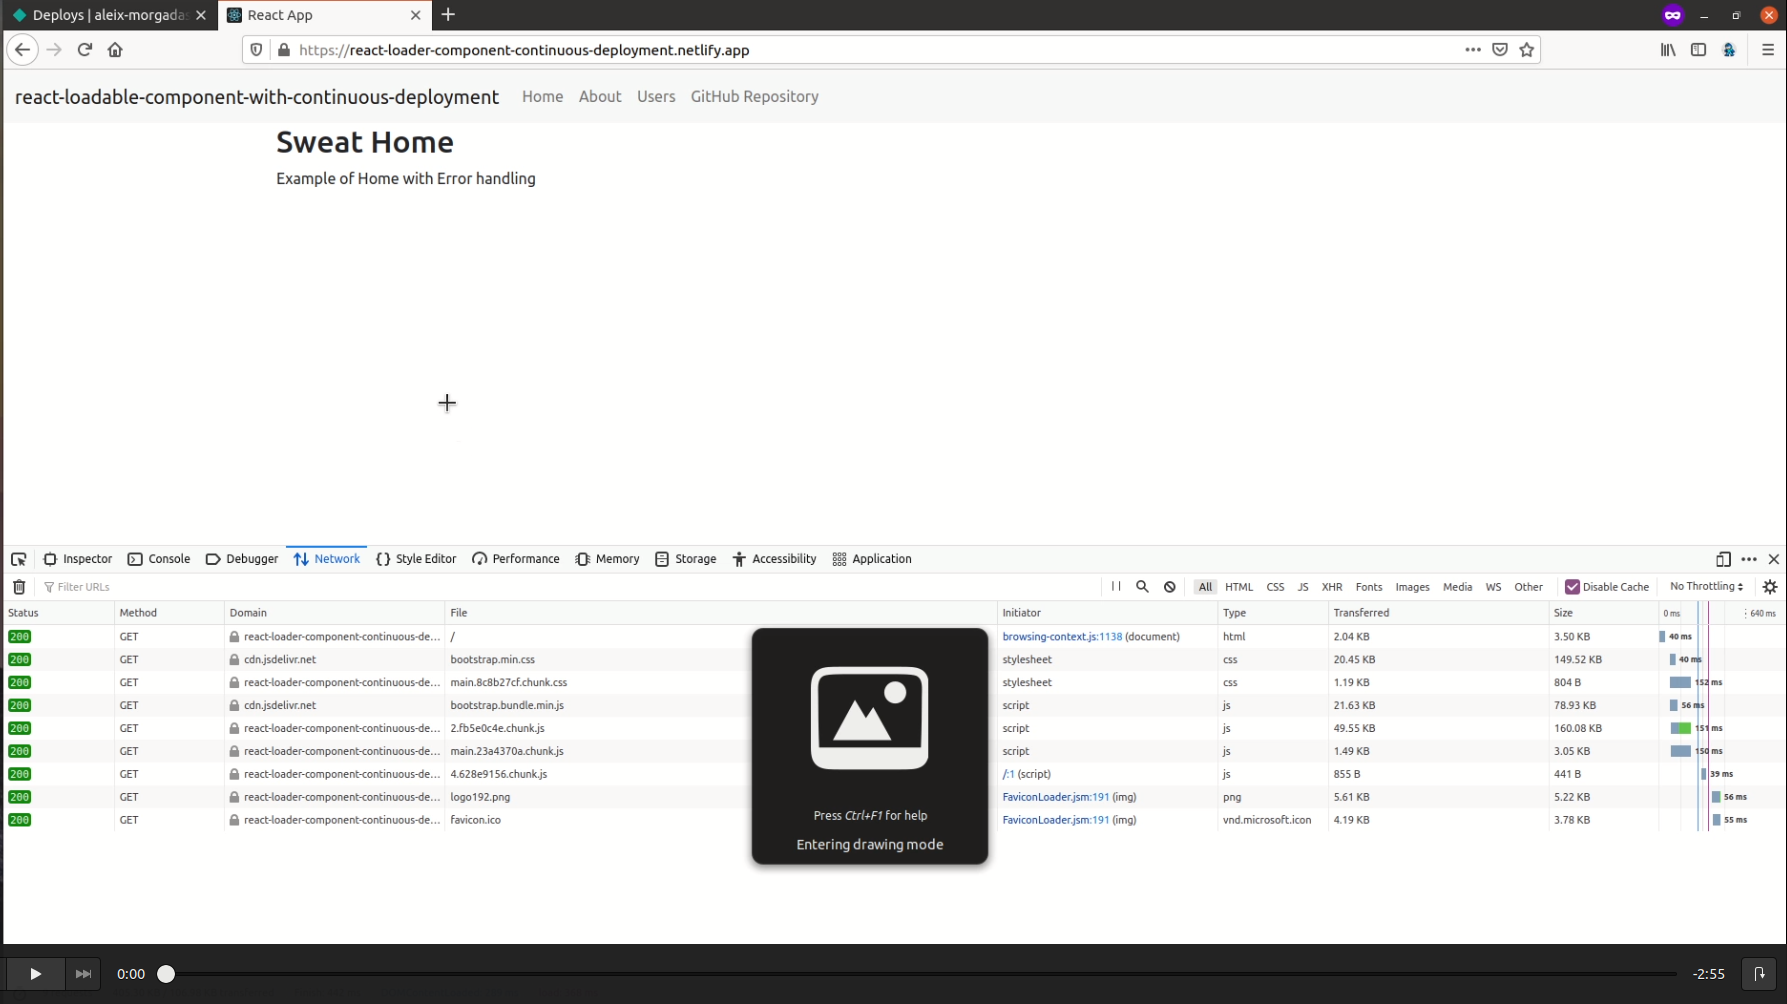 Deploys | aleix-morgadas
React App
https://react-loader-component-continuous-deployment.netlify.app
react-loadable-component-with-continuous-deployment Home About Users GitHub Repository
Sweat Home
Example of Home with Error handling
Inspector Console Debugger Network Style Editor Performance Memory Storage Accessibility Application
Filter URLs All HTML CSS JS XHR Fonts Images Media WS Other Disable Cache No Throttling
Status Method Domain File Initiator Type Transferred Size 0 ms 640 ms
200 GET react-loader-component-continuous-de... / browsing-context.js:1138 (document) html 2.04 KB 3.50 KB 40 ms
200 GET cdn.jsdelivr.net bootstrap.min.css stylesheet css 20.45 KB 149.52 KB 40 ms
200 GET react-loader-component-continuous-de... main.8c8b27cf.chunk.css stylesheet css 1.19 KB 804 B 152 ms
200 GET cdn.jsdelivr.net bootstrap.bundle.min.js script js 21.63 KB 78.93 KB 56 ms
200 GET react-loader-component-continuous-de... 2.fb5e0c4e.chunk.js script js 49.55 KB 160.08 KB 151 ms
200 GET react-loader-component-continuous-de... main.23a4370a.chunk.js script js 1.49 KB 3.05 KB 150 ms
200 GET react-loader-component-continuous-de... 4.628e9156.chunk.js /:1 (script) js 855 B 441 B 39 ms
200 GET react-loader-component-continuous-de... logo192.png FaviconLoader.jsm:191 (img) png 5.61 KB 5.22 KB 56 ms
200 GET react-loader-component-continuous-de... favicon.ico FaviconLoader.jsm:191 (img) vnd.microsoft.icon 4.19 KB 3.78 KB 55 ms
Press Ctrl+F1 for help
Entering drawing mode
0:00 -2:55